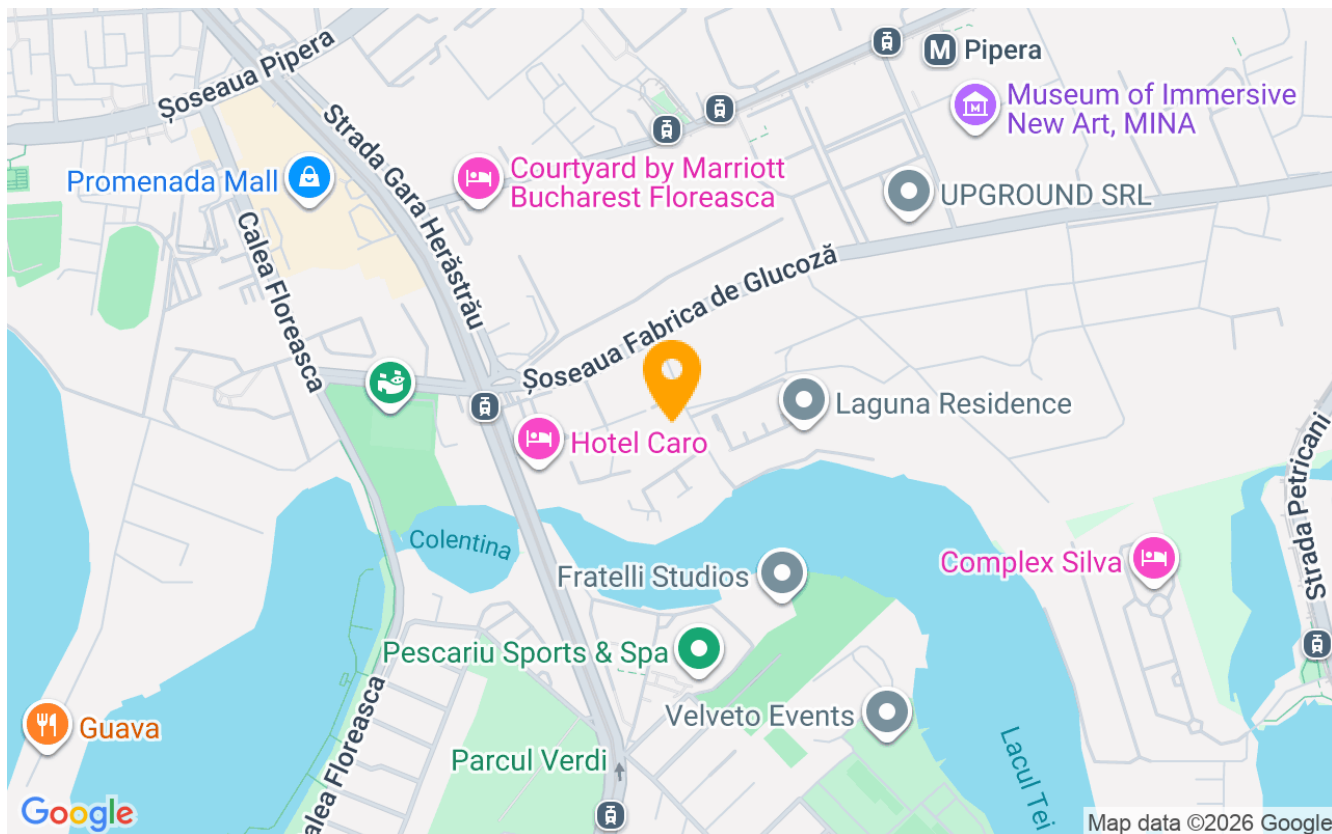 Șoseaua Pipera
M Pipera
Museum of Immersive
New Art, MINA
Strada Gara Herăstrău
Promenada Mall
Courtyard by Marriott
Bucharest Floreasca
UPGROUND SRL
Calea Floreasca
Șoseaua Fabrica de Glucoză
Laguna Residence
Hotel Caro
Strada Petricani
Colentina
Complex Silva
Fratelli Studios
Pescariu Sports & Spa
Velveto Events
Guava
Calea Floreasca
Parcul Verdi
Lacul Tei
Google
Map data ©2026 Google